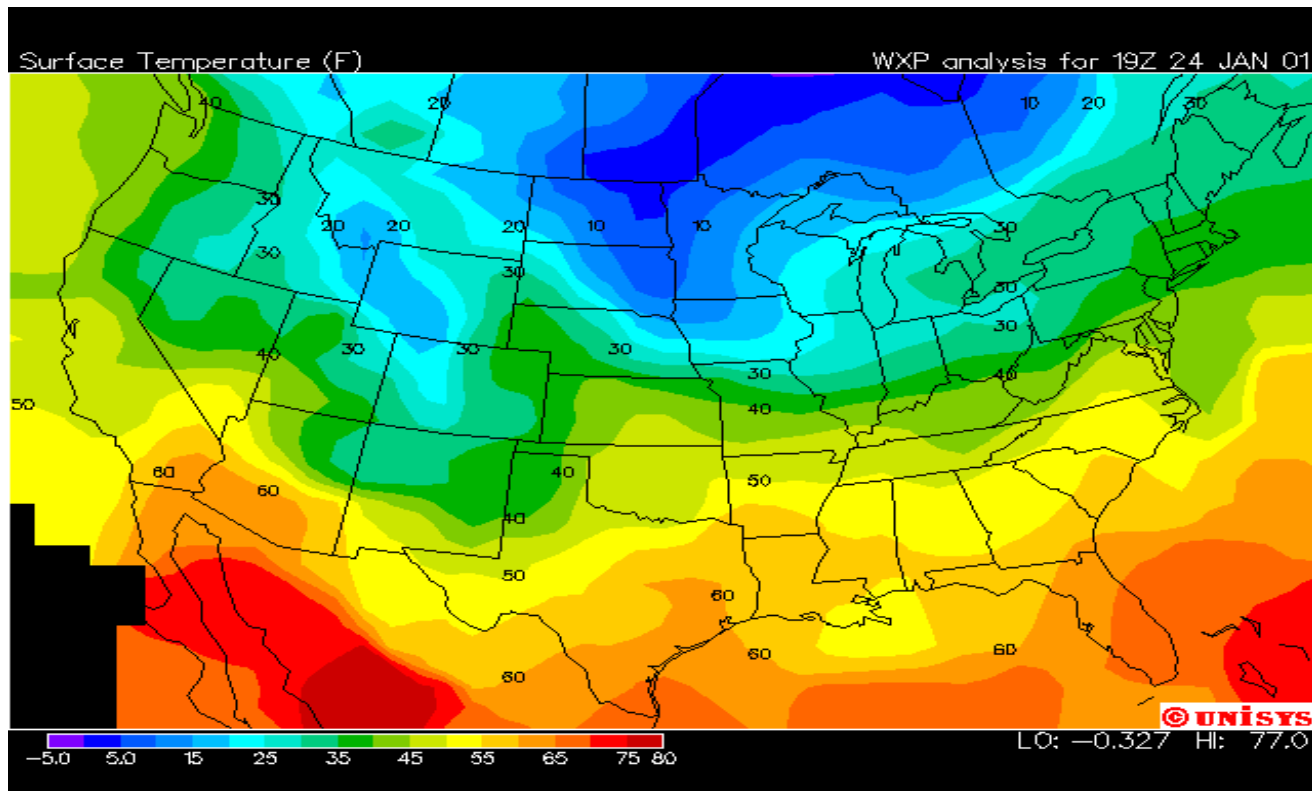 Surface Temperature (F) WXP analysis for 19Z 24 JAN 01
40 20 10 20 30
30 20 20 20 10 10 30
30 30 30
30 30 30 30
40 30 40
50 40
60 60 40 50
40
50 60
60 60 60
© UNISYS
LO: -0.327 HI: 77.0
-5.0 5.0 15 25 35 45 55 65 75 80